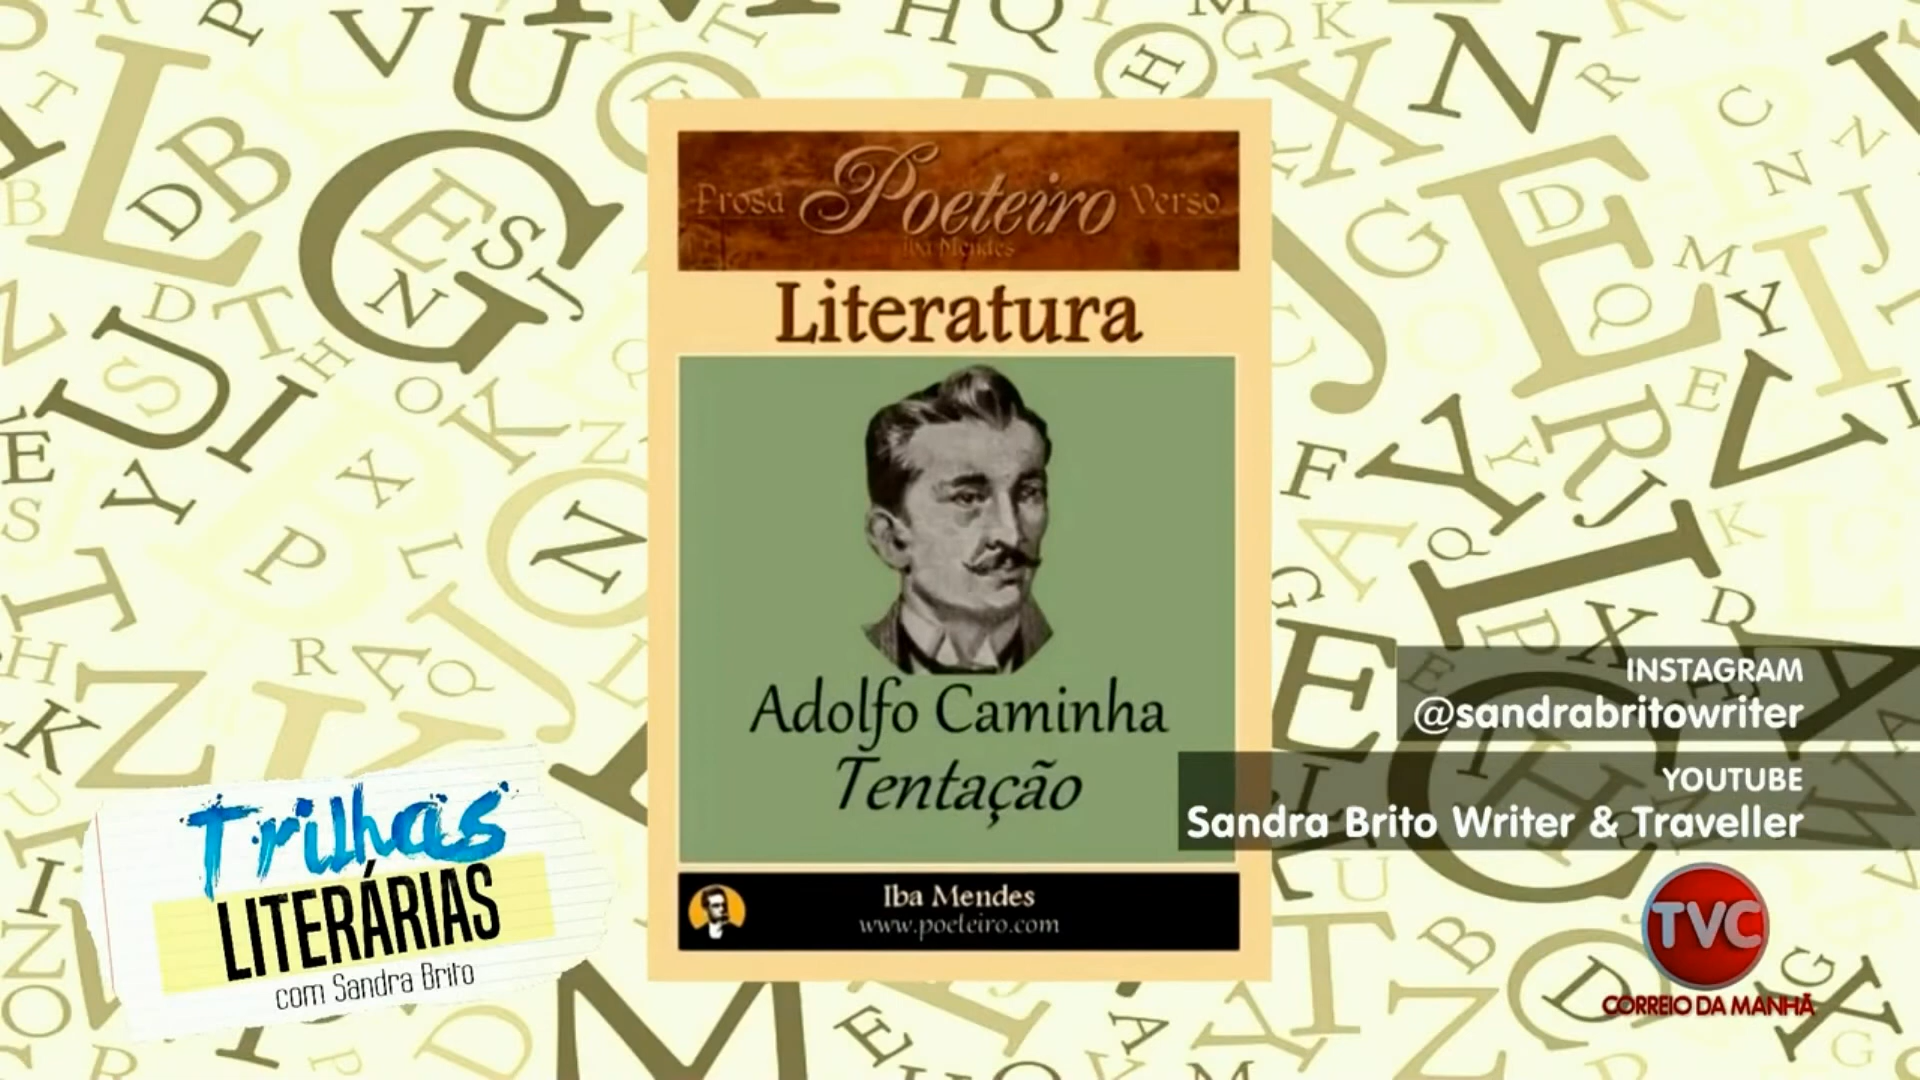 Prosa Poeteiro Verso
Iba Mendes
Literatura
Adolfo Caminha
Tentação
Iba Mendes
www.poeteiro.com
INSTAGRAM
@sandrabritowriter
YOUTUBE
Sandra Brito Writer & Traveller
Trilhas
LITERÁRIAS
com Sandra Brito
TVC
CORREIO DA MANHÃ